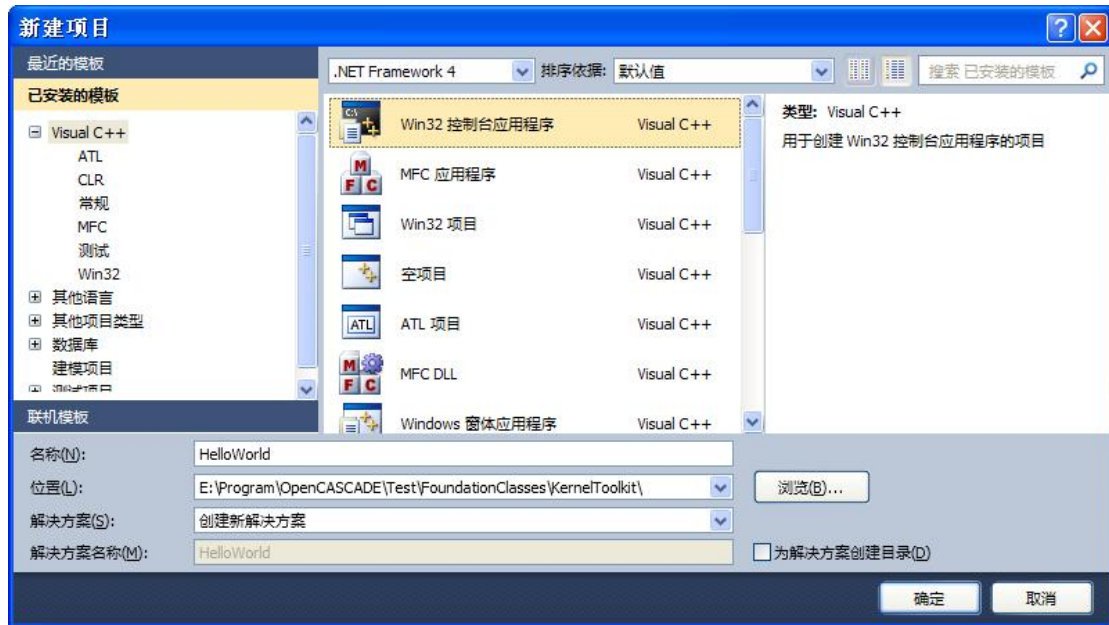 新建项目
最近的模板
已安装的模板
Visual C++
ATL
CLR
常规
MFC
测试
Win32
其他语言
其他项目类型
数据库
建模项目
测试项目
联机模板
.NET Framework 4 排序依据: 默认值 搜索 已安装的模板
Win32 控制台应用程序 Visual C++
MFC 应用程序 Visual C++
Win32 项目 Visual C++
空项目 Visual C++
ATL 项目 Visual C++
MFC DLL Visual C++
Windows 窗体应用程序 Visual C++
类型: Visual C++
用于创建 Win32 控制台应用程序的项目
名称(N): HelloWorld
位置(L): E:\Program\OpenCASCADE\Test\FoundationClasses\KernelToolkit\ 浏览(B)...
解决方案(S): 创建新解决方案
解决方案名称(M): HelloWorld 为解决方案创建目录(D)
确定 取消